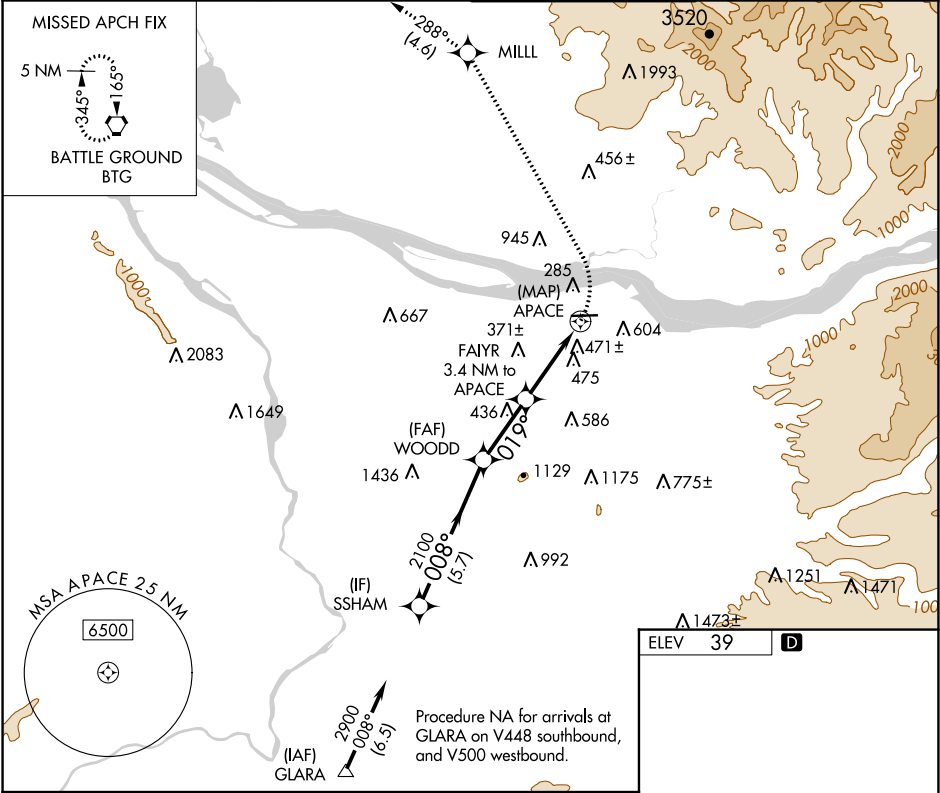 MISSED APCH FIX
5 NM
345°
165°
BATTLE GROUND
BTG
288°
(4.6)
MILLL
3520
2000
1993
2000
456±
1000
945
285
(MAP)
APACE
2000
1000
667
371±
604
1000
FAIYR
3.4 NM to
APACE
471±
475
2083
1649
436
586
(FAF)
WOODD
019°
1436
1129
1175
775±
2100
008°
(5.7)
992
(IF)
SSHAM
1251
1471
1000
1473±
MSA APACE 25 NM
6500
ELEV 39 D
2900
008°
(6.5)
(IAF)
GLARA
Procedure NA for arrivals at
GLARA on V448 southbound,
and V500 westbound.